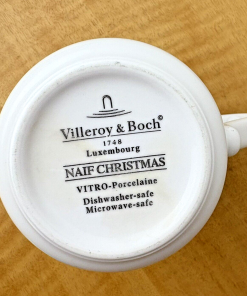 Villeroy & Boch©
1748
Luxembourg
NAIF CHRISTMAS
VITRO-Porcelaine
Dishwasher-safe
Microwave-safe